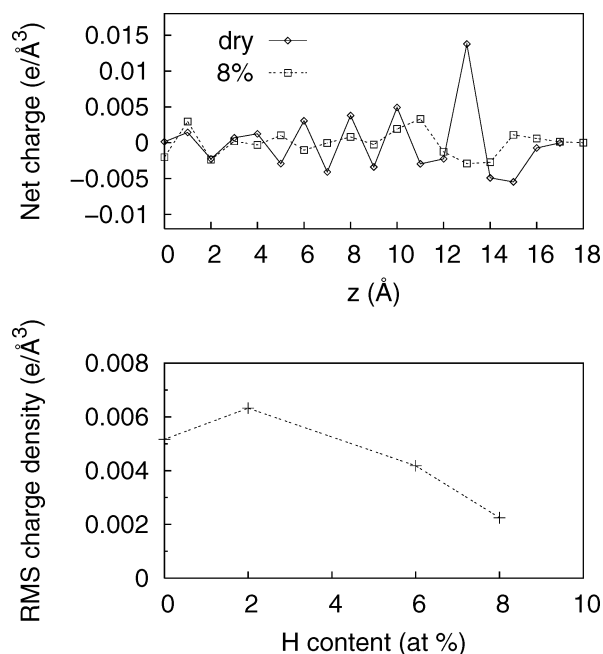 Net charge (e/Å³)
0.015
0.01
0.005
0
−0.005
−0.01
dry
8%
0 2 4 6 8 10 12 14 16 18
z (Å)
RMS charge density (e/Å³)
0.008
0.006
0.004
0.002
0
0 2 4 6 8 10
H content (at %)